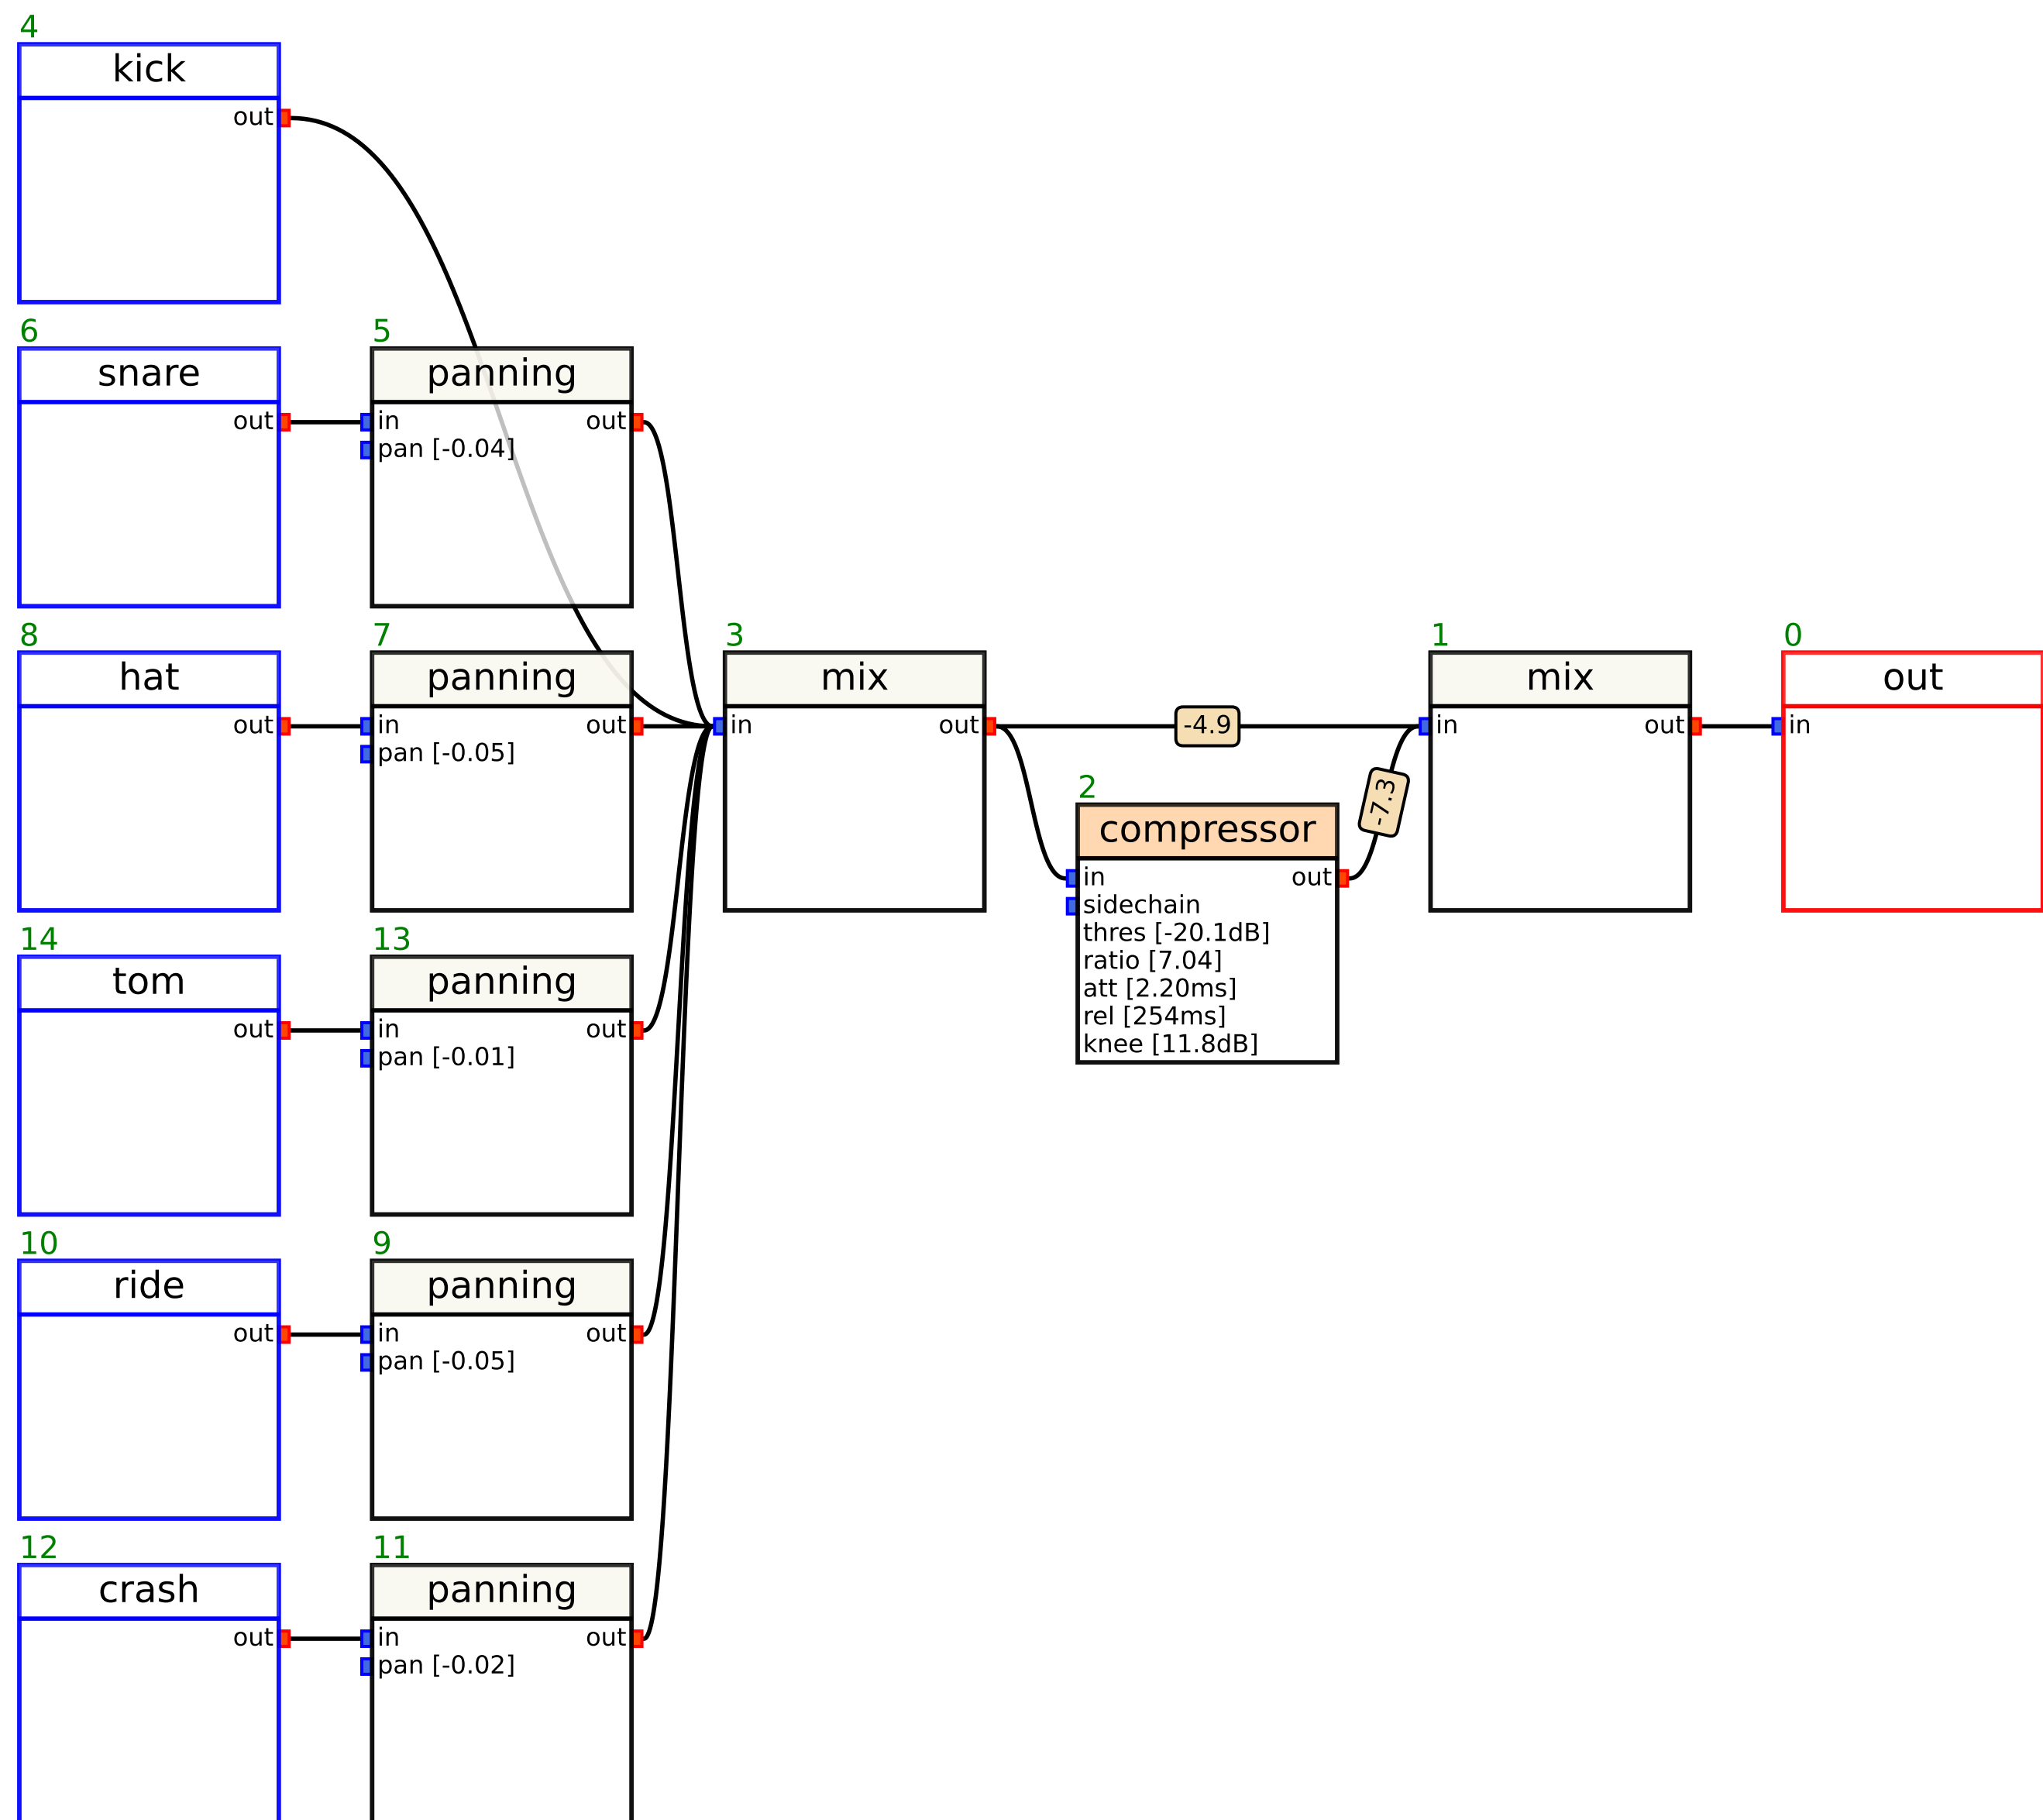 4
kick
out
6
snare
out
5
panning
in
out
pan [-0.04]
8
hat
out
7
panning
in
out
pan [-0.05]
3
mix
in
out
-4.9
2
compressor
in
out
sidechain
thres [-20.1dB]
ratio [7.04]
att [2.20ms]
rel [254ms]
knee [11.8dB]
-7.3
1
mix
in
out
0
out
in
14
tom
out
13
panning
in
out
pan [-0.01]
10
ride
out
9
panning
in
out
pan [-0.05]
12
crash
out
11
panning
in
out
pan [-0.02]